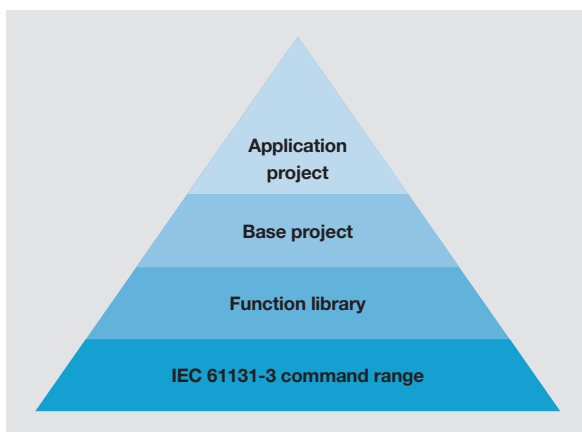 Application
project
Base project
Function library
IEC 61131-3 command range